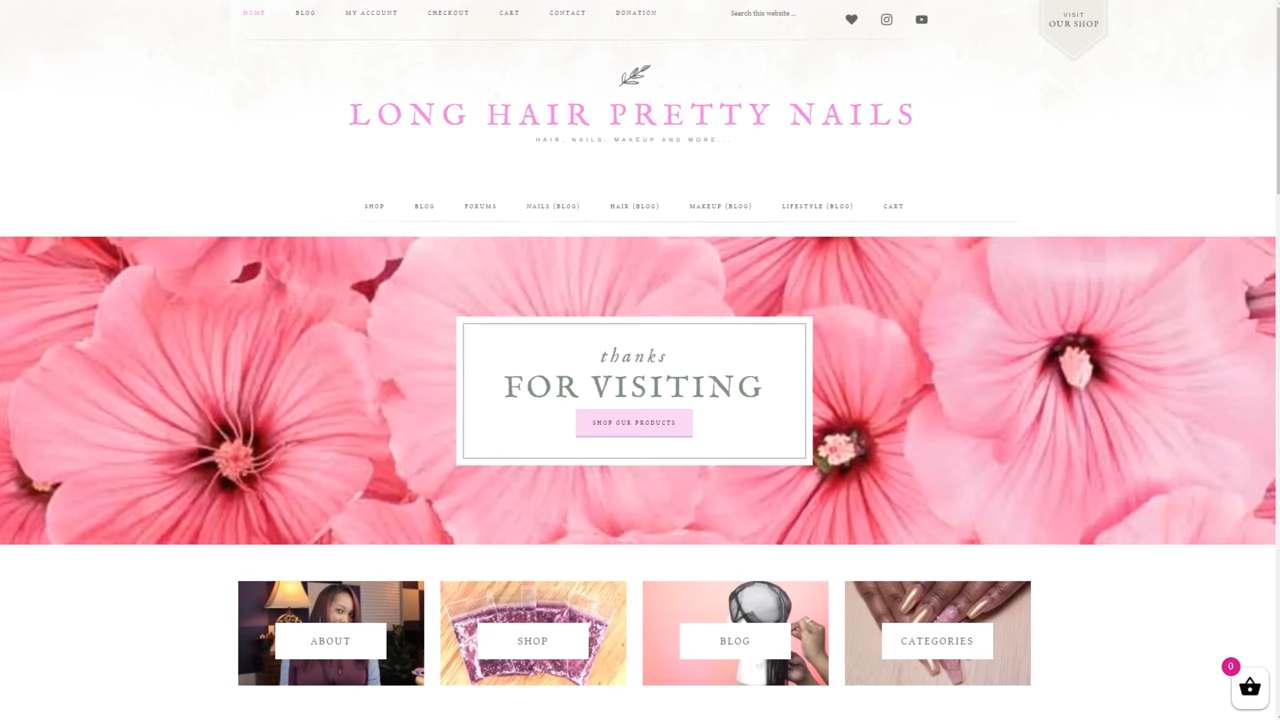 HOME BLOG MY ACCOUNT CHECKOUT CART CONTACT DONATION Search this website ...
VISIT
OUR SHOP
LONG HAIR PRETTY NAILS
HAIR, NAILS, MAKEUP AND MORE...
SHOP BLOG FORUMS NAILS (BLOG) HAIR (BLOG) MAKEUP (BLOG) LIFESTYLE (BLOG) CART
thanks
FOR VISITING
SHOP OUR PRODUCTS
ABOUT SHOP BLOG CATEGORIES
0